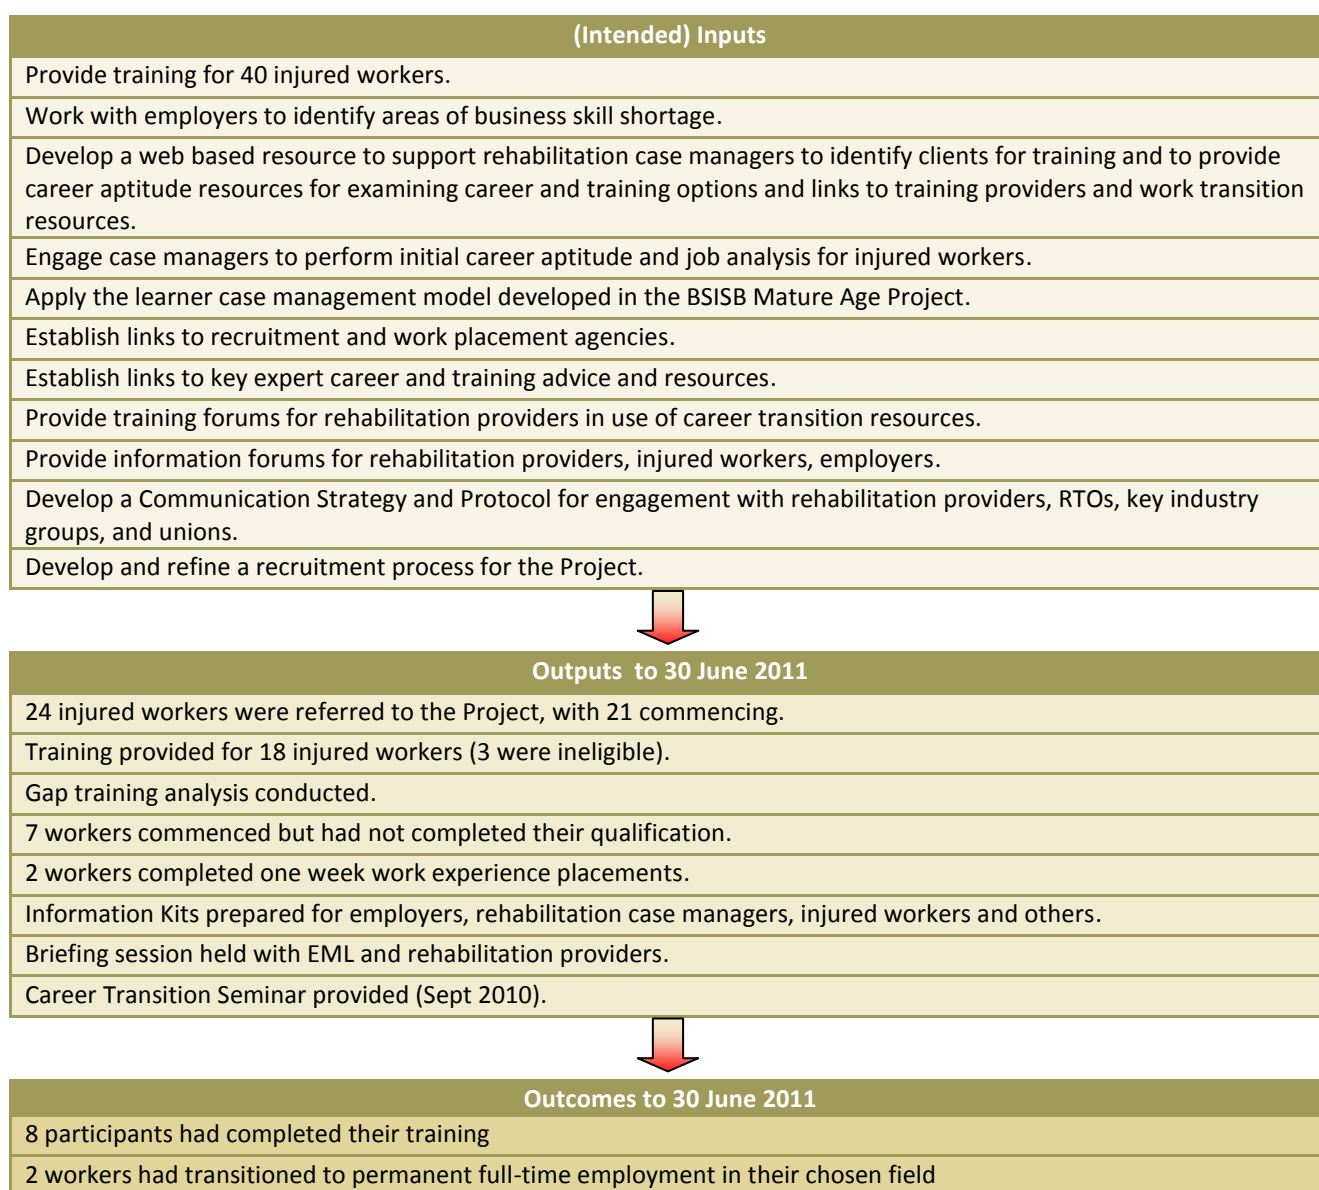 (Intended) Inputs
Provide training for 40 injured workers.
Work with employers to identify areas of business skill shortage.
Develop a web based resource to support rehabilitation case managers to identify clients for training and to provide
career aptitude resources for examining career and training options and links to training providers and work transition
resources.
Engage case managers to perform initial career aptitude and job analysis for injured workers.
Apply the learner case management model developed in the BSISB Mature Age Project.
Establish links to recruitment and work placement agencies.
Establish links to key expert career and training advice and resources.
Provide training forums for rehabilitation providers in use of career transition resources.
Provide information forums for rehabilitation providers, injured workers, employers.
Develop a Communication Strategy and Protocol for engagement with rehabilitation providers, RTOs, key industry
groups, and unions.
Develop and refine a recruitment process for the Project.
Outputs to 30 June 2011
24 injured workers were referred to the Project, with 21 commencing.
Training provided for 18 injured workers (3 were ineligible).
Gap training analysis conducted.
7 workers commenced but had not completed their qualification.
2 workers completed one week work experience placements.
Information Kits prepared for employers, rehabilitation case managers, injured workers and others.
Briefing session held with EML and rehabilitation providers.
Career Transition Seminar provided (Sept 2010).
Outcomes to 30 June 2011
8 participants had completed their training
2 workers had transitioned to permanent full-time employment in their chosen field